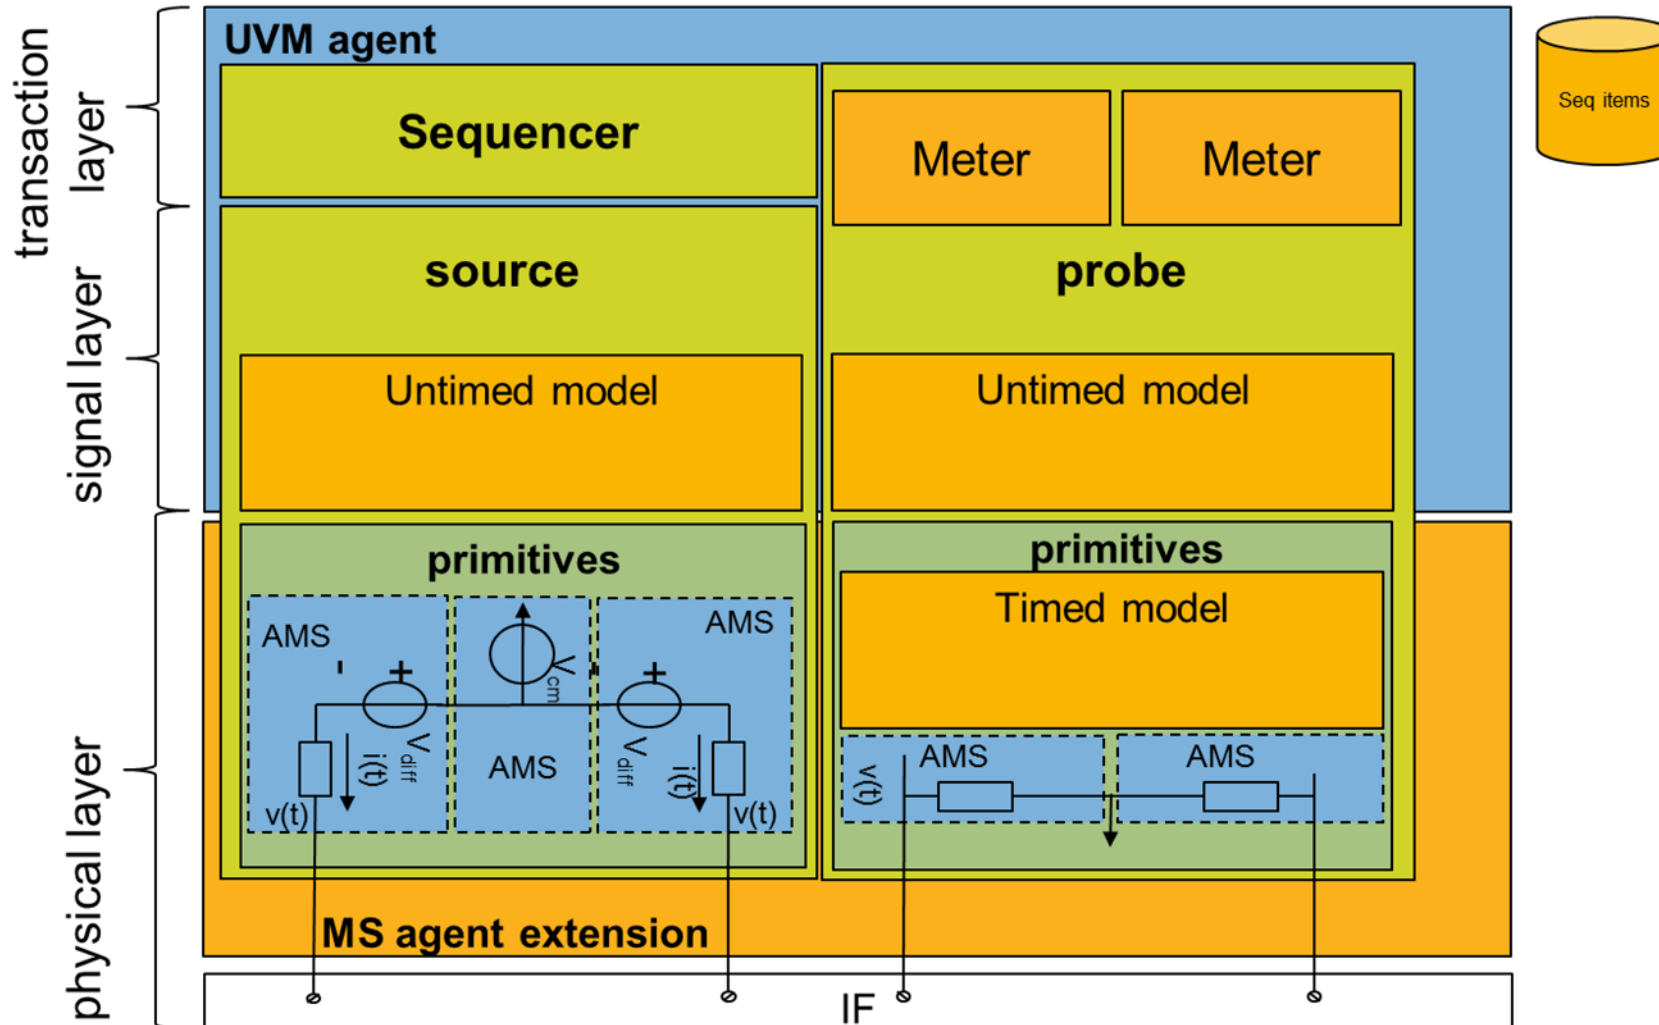 transaction
layer
signal layer
physical layer
UVM agent
Sequencer
Meter
Meter
Seq items
source
probe
Untimed model
Untimed model
primitives
primitives
Timed model
AMS
- +
Vcm
- +
AMS
Vdiff
i(t)
v(t)
AMS
Vdiff
i(t)
v(t)
AMS
AMS
v(t)
MS agent extension
IF